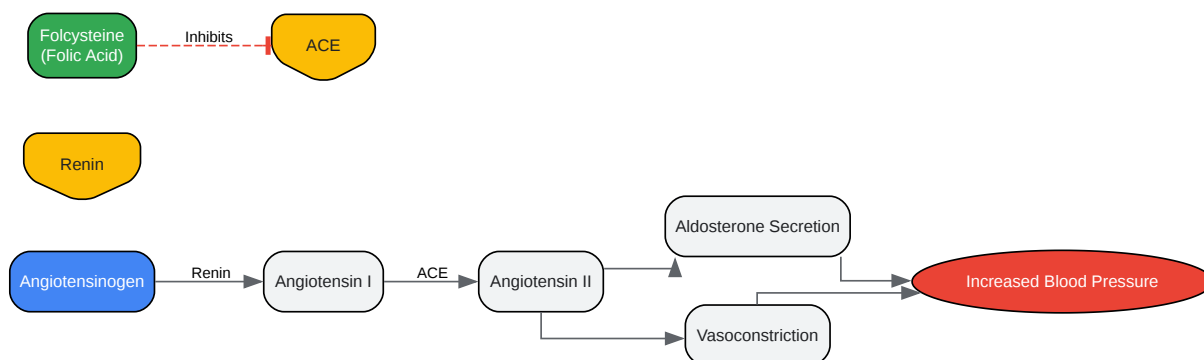 Folcysteine
(Folic Acid)
Inhibits
ACE
Renin
Aldosterone Secretion
Angiotensinogen
Renin
Angiotensin I
ACE
Angiotensin II
Increased Blood Pressure
Vasoconstriction